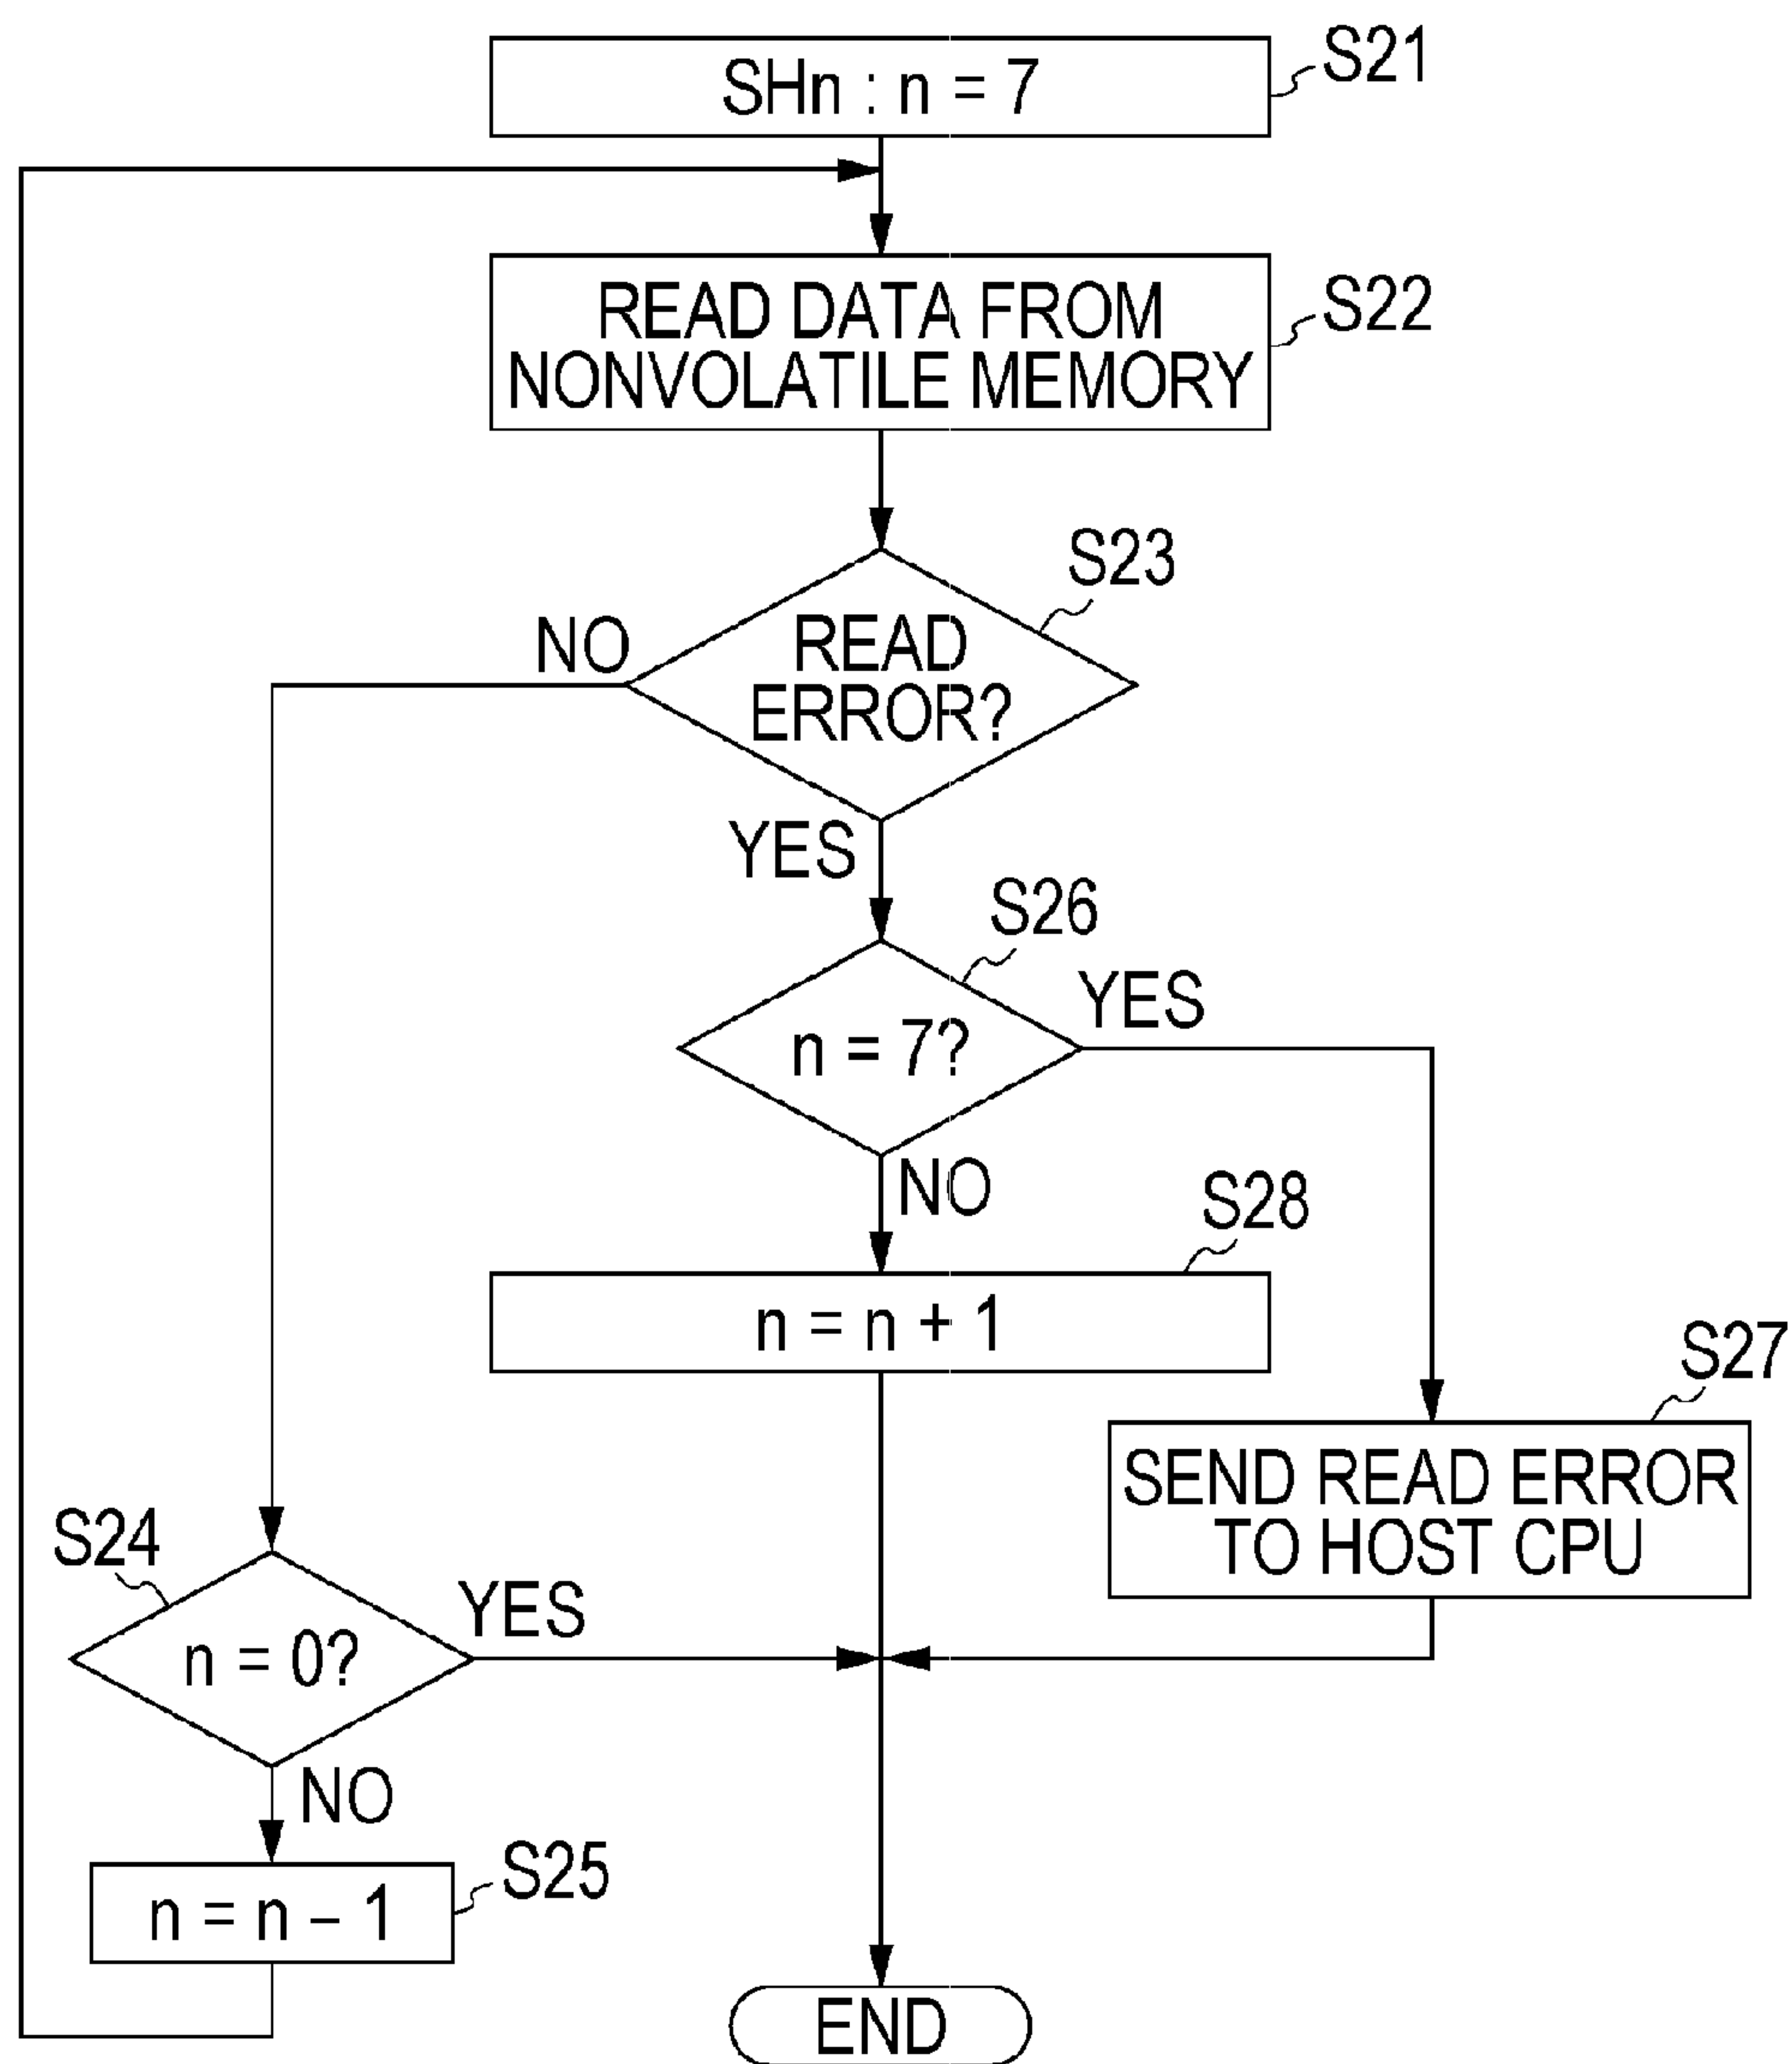 SHn : n = 7
S21
READ DATA FROM
NONVOLATILE MEMORY
S22
S23
READ
ERROR?
NO
YES
S26
n = 7?
YES
NO
S28
n = n + 1
S27
SEND READ ERROR
TO HOST CPU
S24
n = 0?
YES
NO
S25
n = n – 1
END